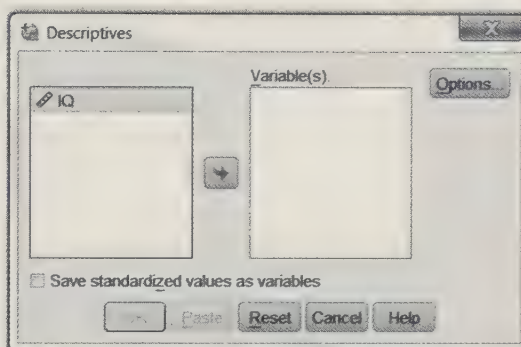 Descriptives
Variable(s)
IQ
Options...
Save standardized values as variables
Paste Reset Cancel Help